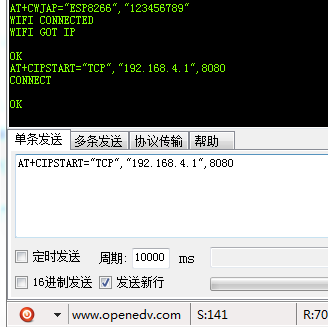 AT+CWJAP="ESP8266","123456789"
WIFI CONNECTED
WIFI GOT IP
OK
AT+CIPSTART="TCP","192.168.4.1",8080
CONNECT
OK
单条发送 多条发送 协议传输 帮助
AT+CIPSTART="TCP","192.168.4.1",8080
定时发送 周期: 10000 ms
16进制发送 发送新行
www.openedv.com S:141 R:70